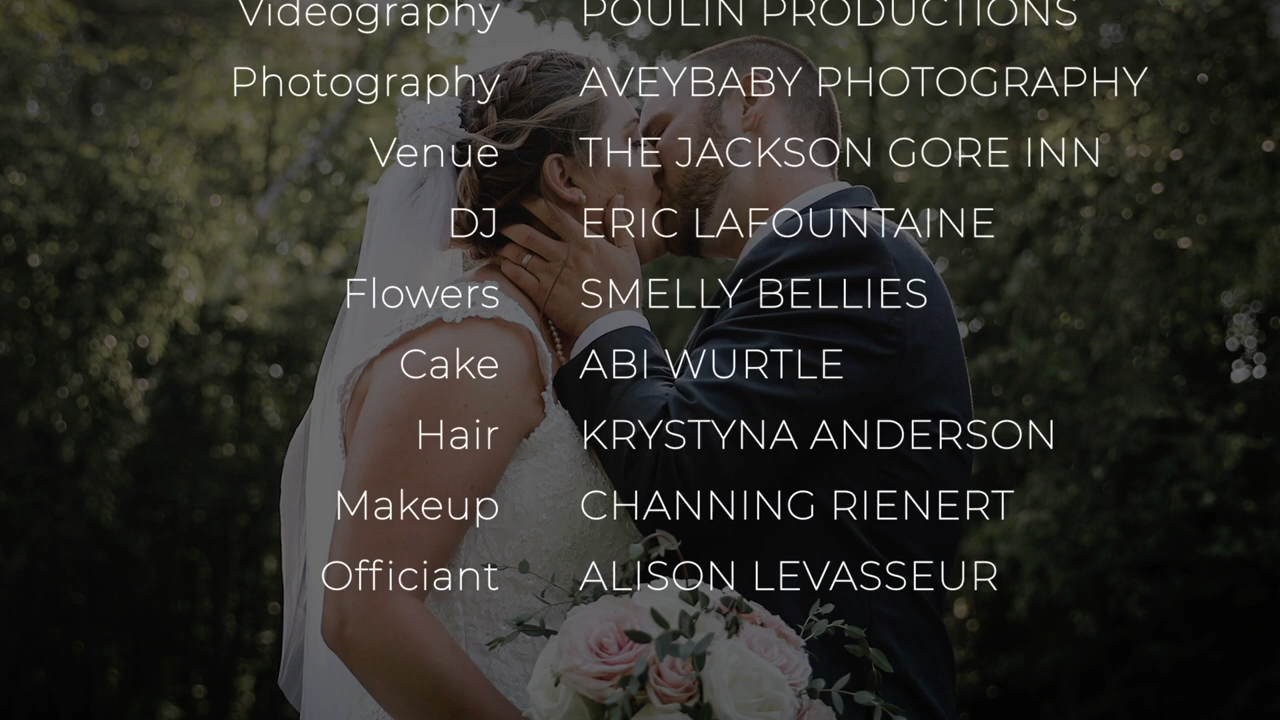 Videography POULIN PRODUCTIONS
Photography AVEYBABY PHOTOGRAPHY
Venue THE JACKSON GORE INN
DJ ERIC LAFOUNTAINE
Flowers SMELLY BELLIES
Cake ABI WURTLE
Hair KRYSTYNA ANDERSON
Makeup CHANNING RIENERT
Officiant ALISON LEVASSEUR